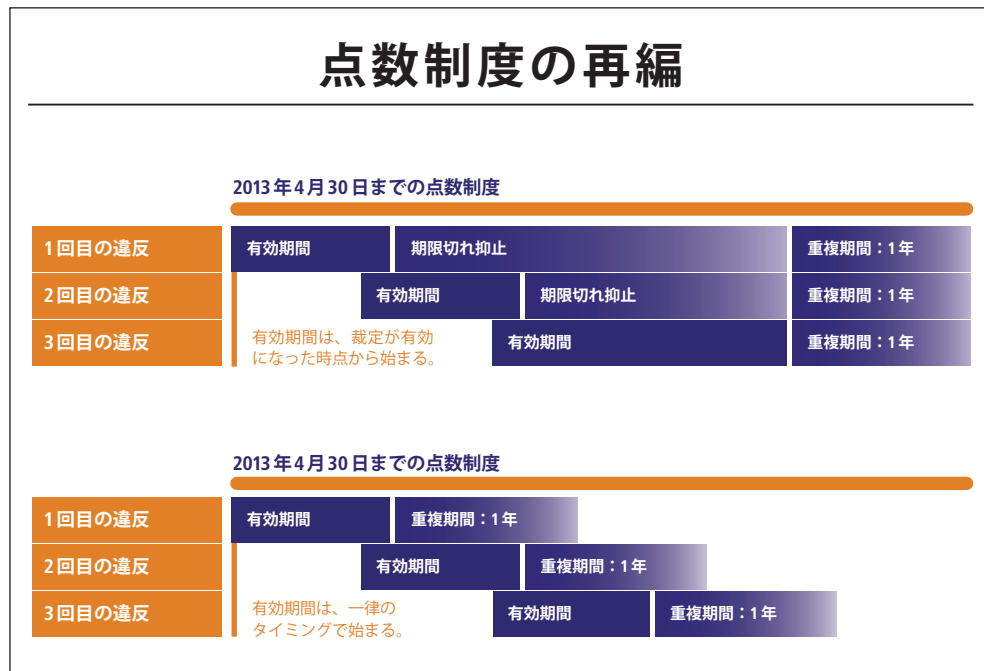 点数制度の再編
2013年4月30日までの点数制度
1回目の違反 有効期間 期限切れ抑止 重複期間：1年
2回目の違反 有効期間 期限切れ抑止 重複期間：1年
3回目の違反 有効期間 重複期間：1年
有効期間は、裁定が有効
になった時点から始まる。
2013年4月30日までの点数制度
1回目の違反 有効期間 重複期間：1年
2回目の違反 有効期間 重複期間：1年
3回目の違反 有効期間 重複期間：1年
有効期間は、一律の
タイミングで始まる。